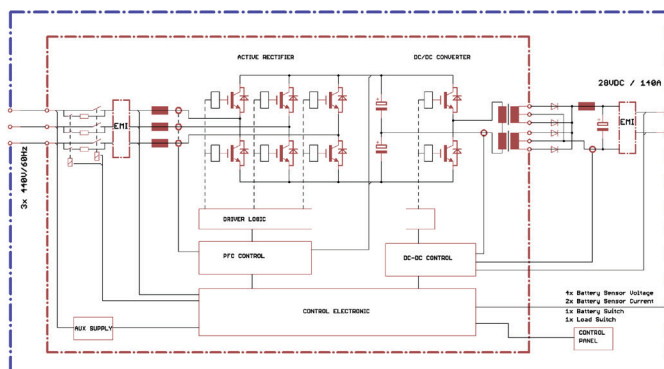 ACTIVE RECTIFIER
DC/DC CONVERTER
28VDC / 140A
EMI
EMI
3x 440V/60Hz
DRIVER LOGIC
PFC CONTROL
DC-DC CONTROL
4x Battery Sensor Voltage
2x Battery Sensor Current
1x Battery Switch
1x Load Switch
CONTROL ELECTRONIC
AUX SUPPLY
CONTROL
PANEL